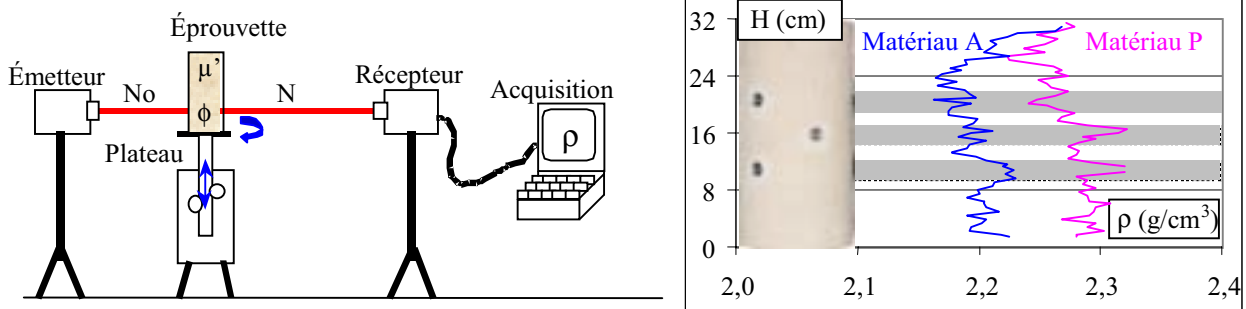 Éprouvette
Émetteur
No
μ’
φ
N
Récepteur
Acquisition
ρ
Plateau
H (cm)
32
24
16
8
0
Matériau A
Matériau P
ρ (g/cm³)
2,0
2,1
2,2
2,3
2,4